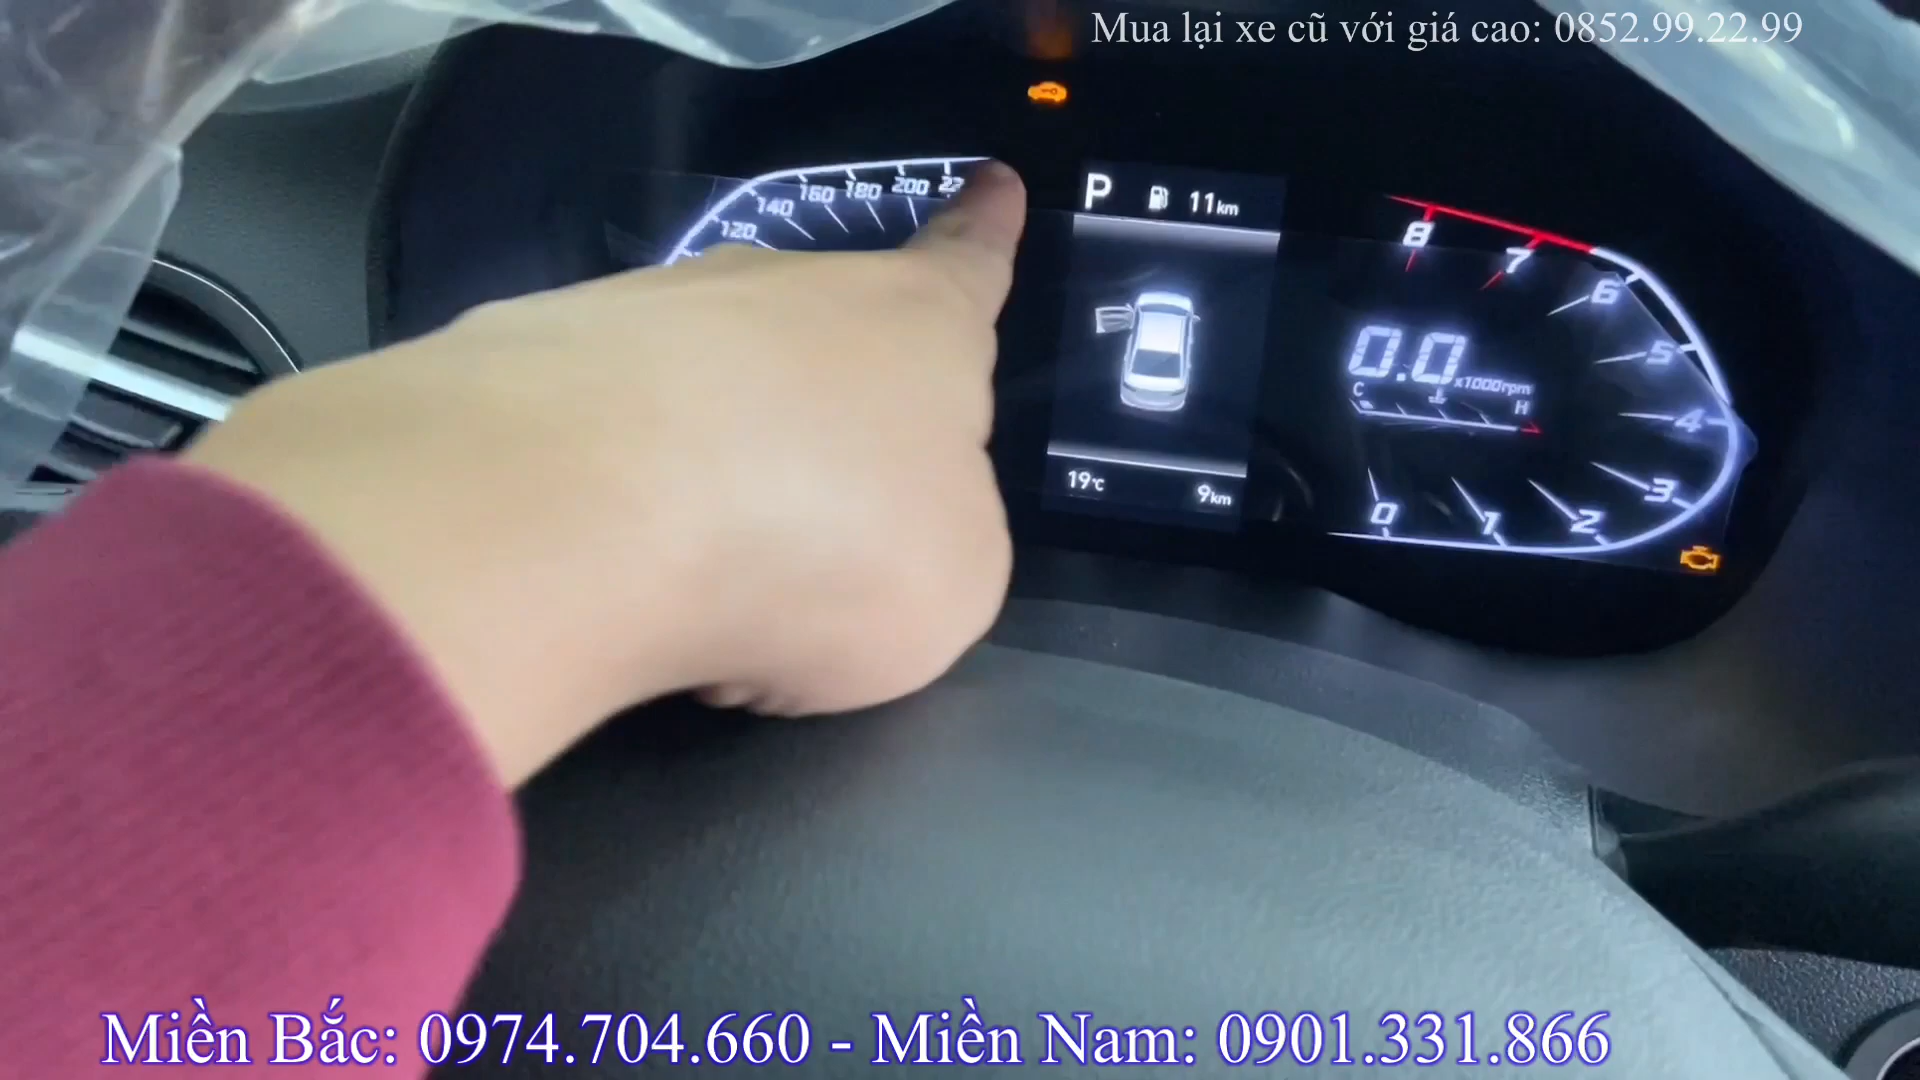 Mua lại xe cũ với giá cao: 0852.99.22.99
120 140 160 180 200
P 11km
8 7 6 5 4 3 2 1 0
0.0 x1000rpm
C H
19°C 9km
Miền Bắc: 0974.704.660 - Miền Nam: 0901.331.866